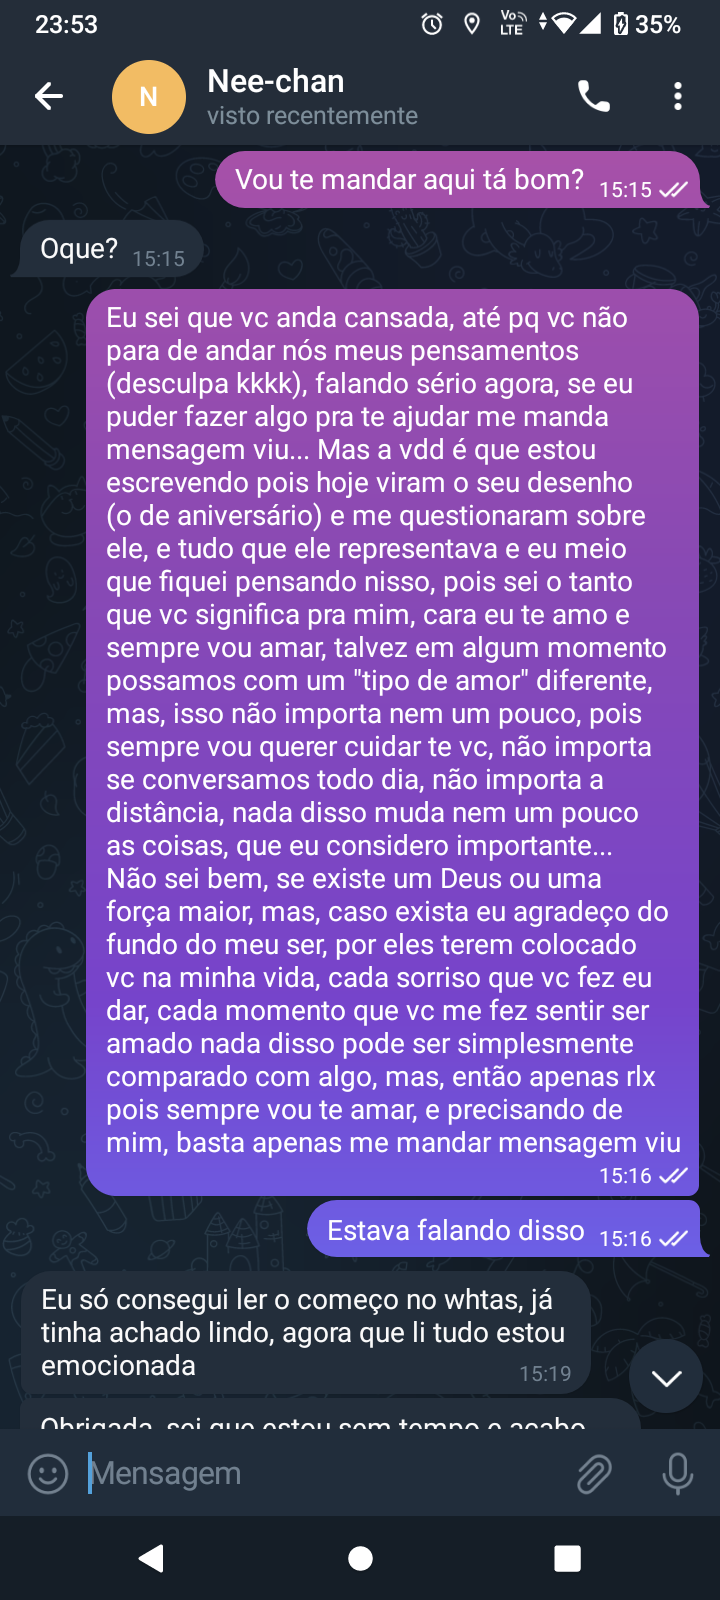 23:53
Vo LTE
35%
N
Nee-chan
visto recentemente
Vou te mandar aqui tá bom? 15:15
Oque? 15:15
Eu sei que vc anda cansada, até pq vc não
para de andar nós meus pensamentos
(desculpa kkkk), falando sério agora, se eu
puder fazer algo pra te ajudar me manda
mensagem viu... Mas a vdd é que estou
escrevendo pois hoje viram o seu desenho
(o de aniversário) e me questionaram sobre
ele, e tudo que ele representava e eu meio
que fiquei pensando nisso, pois sei o tanto
que vc significa pra mim, cara eu te amo e
sempre vou amar, talvez em algum momento
possamos com um "tipo de amor" diferente,
mas, isso não importa nem um pouco, pois
sempre vou querer cuidar te vc, não importa
se conversamos todo dia, não importa a
distância, nada disso muda nem um pouco
as coisas, que eu considero importante...
Não sei bem, se existe um Deus ou uma
força maior, mas, caso exista eu agradeço do
fundo do meu ser, por eles terem colocado
vc na minha vida, cada sorriso que vc fez eu
dar, cada momento que vc me fez sentir ser
amado nada disso pode ser simplesmente
comparado com algo, mas, então apenas rlx
pois sempre vou te amar, e precisando de
mim, basta apenas me mandar mensagem viu
15:16
Estava falando disso 15:16
Eu só consegui ler o começo no whtas, já
tinha achado lindo, agora que li tudo estou
emocionada 15:19
Obrigada, sei que estou sem tempo e acabo
Mensagem